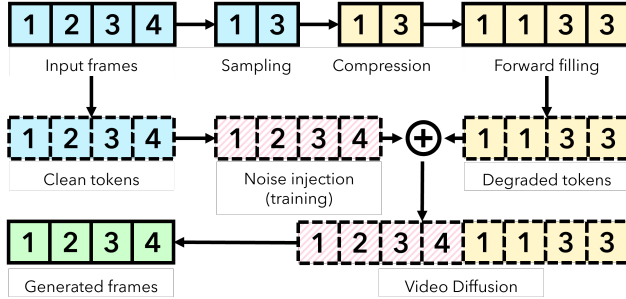 1 2 3 4 1 3 1 3 1 1 3 3
Input frames Sampling Compression Forward filling
1 2 3 4 1 2 3 4 + 1 1 3 3
Clean tokens Noise injection Degraded tokens
(training)
1 2 3 4 1 2 3 4 1 1 3 3
Generated frames Video Diffusion